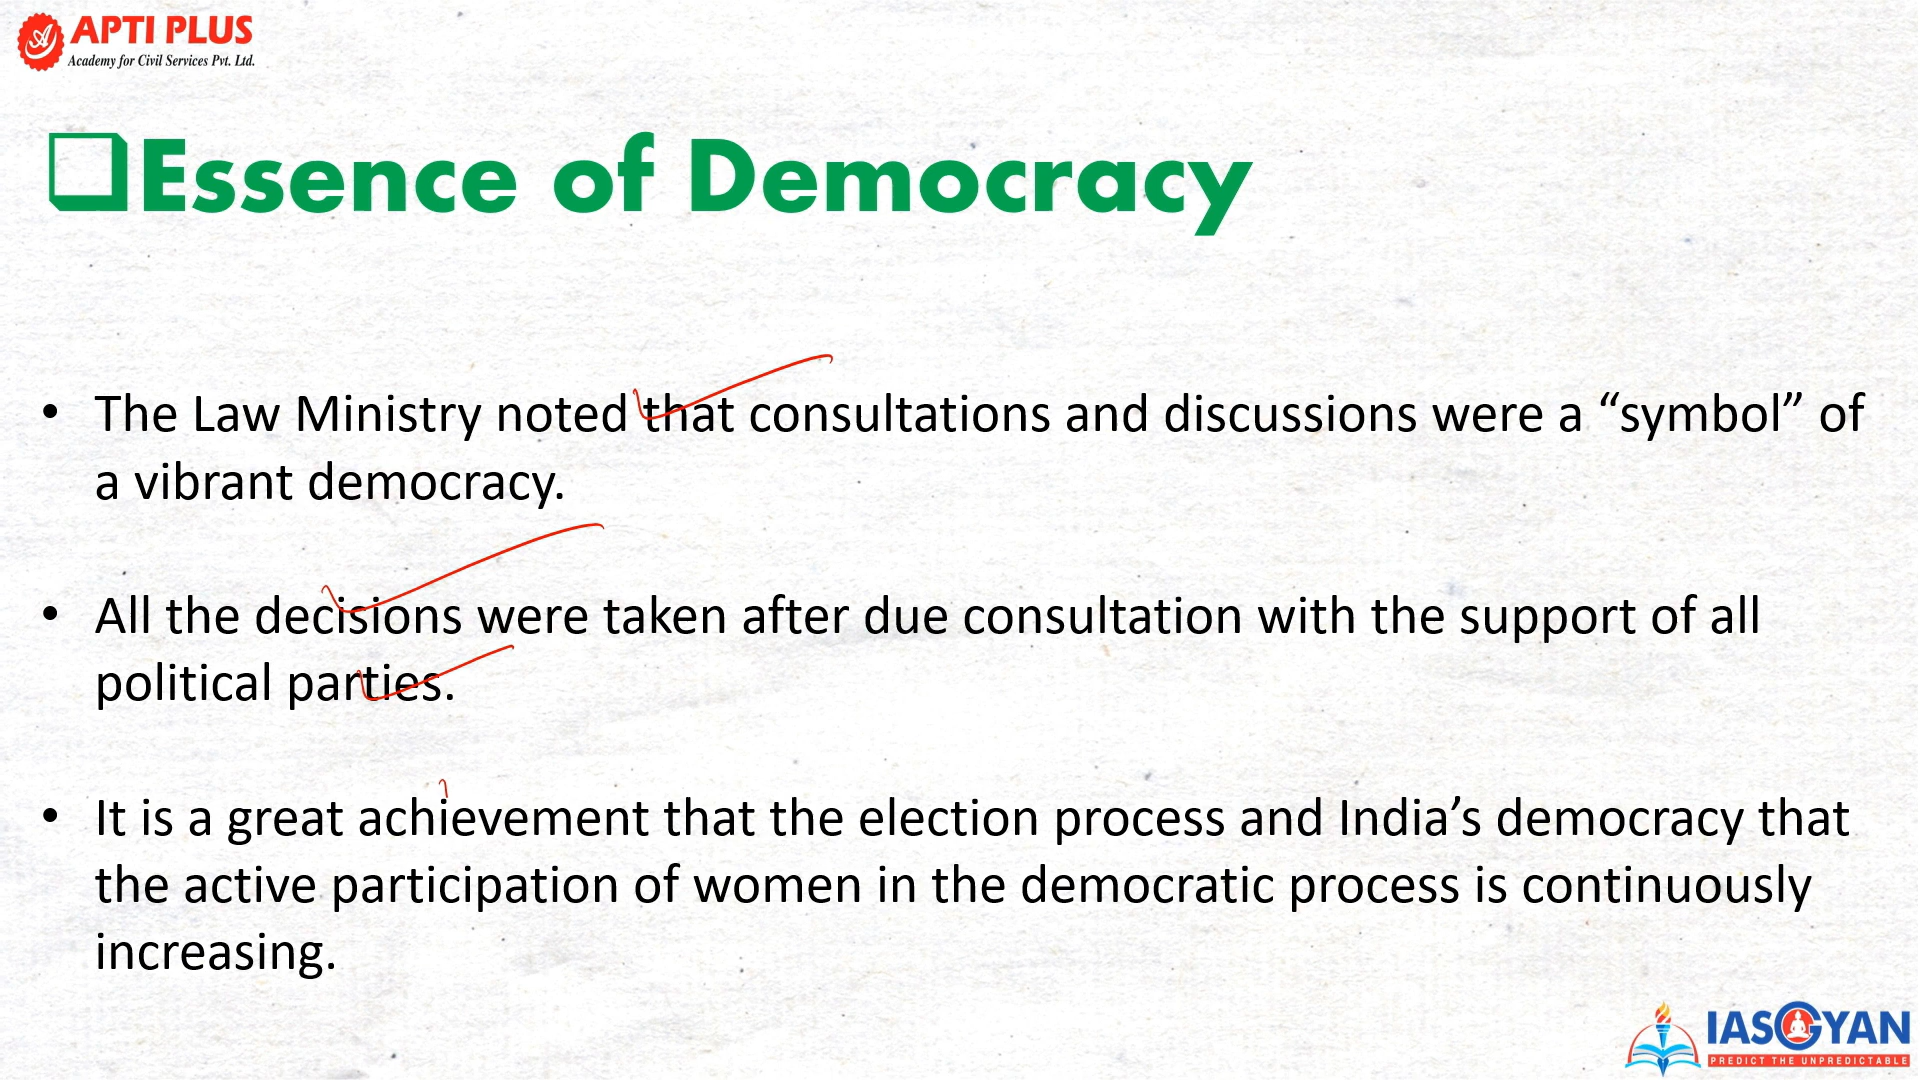 APTI PLUS
Academy for Civil Services Pvt. Ltd.
Essence of Democracy
• The Law Ministry noted that consultations and discussions were a “symbol” of
a vibrant democracy.
• All the decisions were taken after due consultation with the support of all
political parties.
• It is a great achievement that the election process and India’s democracy that
the active participation of women in the democratic process is continuously
increasing.
IASGYAN
PREDICT THE UNPREDICTABLE